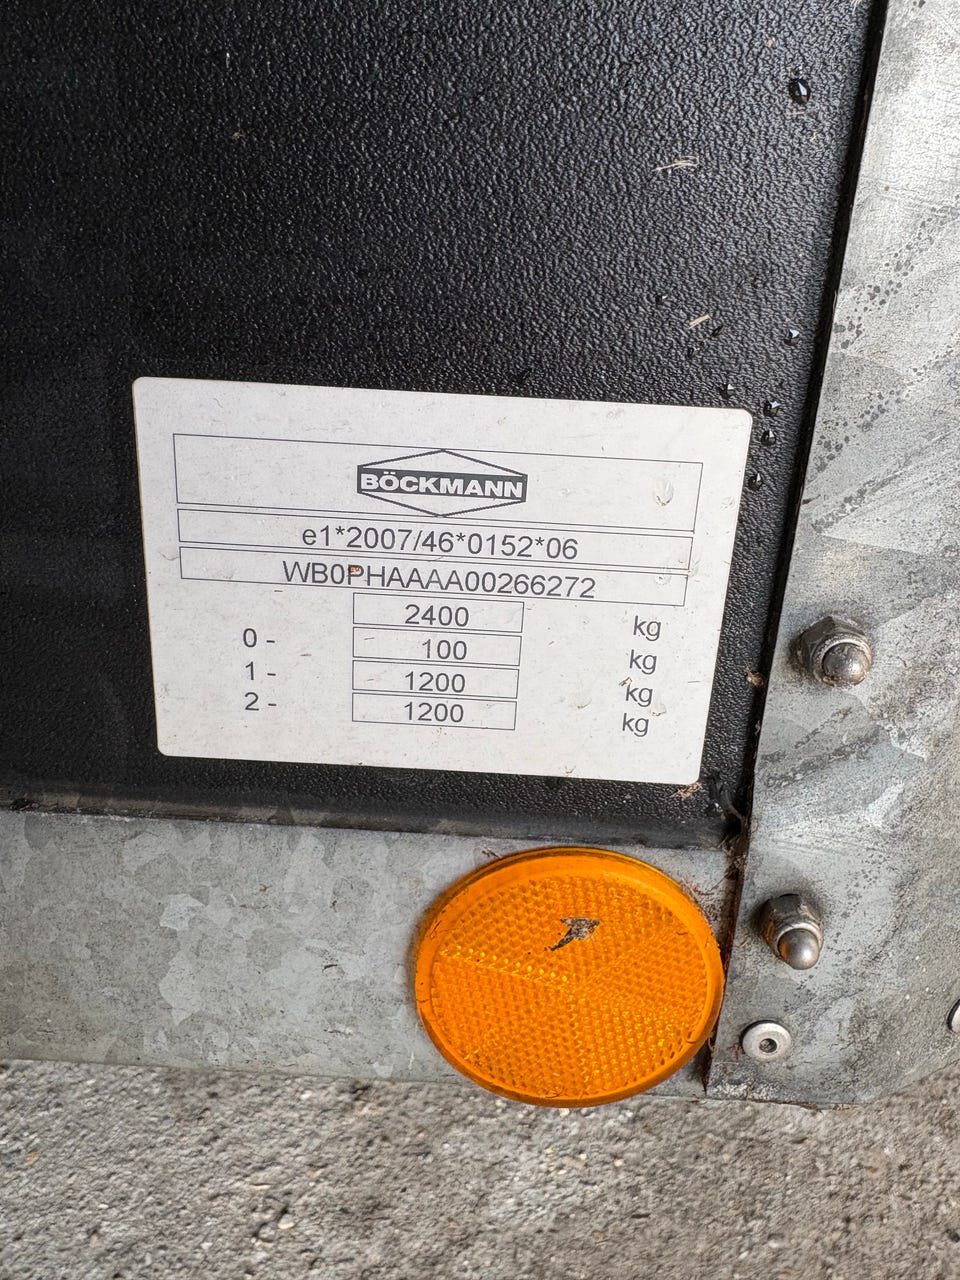 BÖCKMANN
e1*2007/46*0152*06
WB0PHAAAA00266272
2400 kg
0- 100 kg
1- 1200 kg
2- 1200 kg